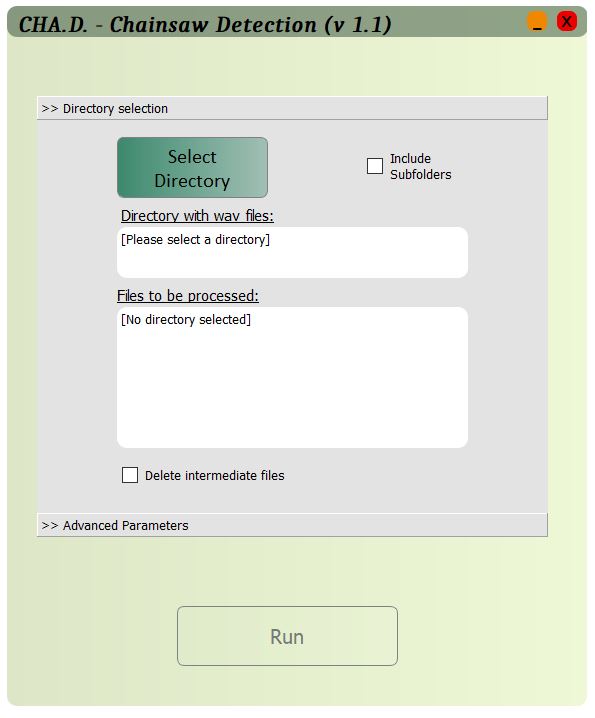 CHA.D. - Chainsaw Detection (v 1.1)
X
>> Directory selection
Select
Directory
Include
Subfolders
Directory with wav files:
[Please select a directory]
Files to be processed:
[No directory selected]
Delete intermediate files
>> Advanced Parameters
Run